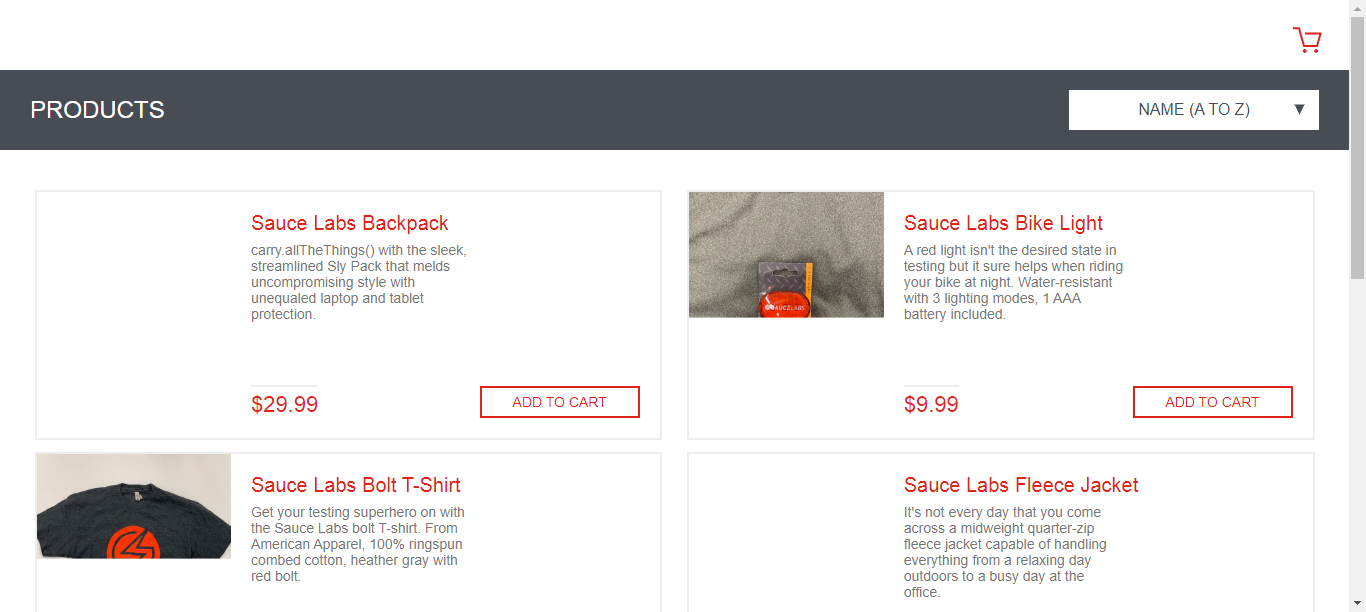 PRODUCTS
NAME (A TO Z)
Sauce Labs Backpack
carry.allTheThings() with the sleek,
streamlined Sly Pack that melds
uncompromising style with
unequaled laptop and tablet
protection.
$29.99
ADD TO CART
SAUCELABS
Sauce Labs Bike Light
A red light isn't the desired state in
testing but it sure helps when riding
your bike at night. Water-resistant
with 3 lighting modes, 1 AAA
battery included.
$9.99
ADD TO CART
Sauce Labs Bolt T-Shirt
Get your testing superhero on with
the Sauce Labs bolt T-shirt. From
American Apparel, 100% ringspun
combed cotton, heather gray with
red bolt.
Sauce Labs Fleece Jacket
It's not every day that you come
across a midweight quarter-zip
fleece jacket capable of handling
everything from a relaxing day
outdoors to a busy day at the
office.